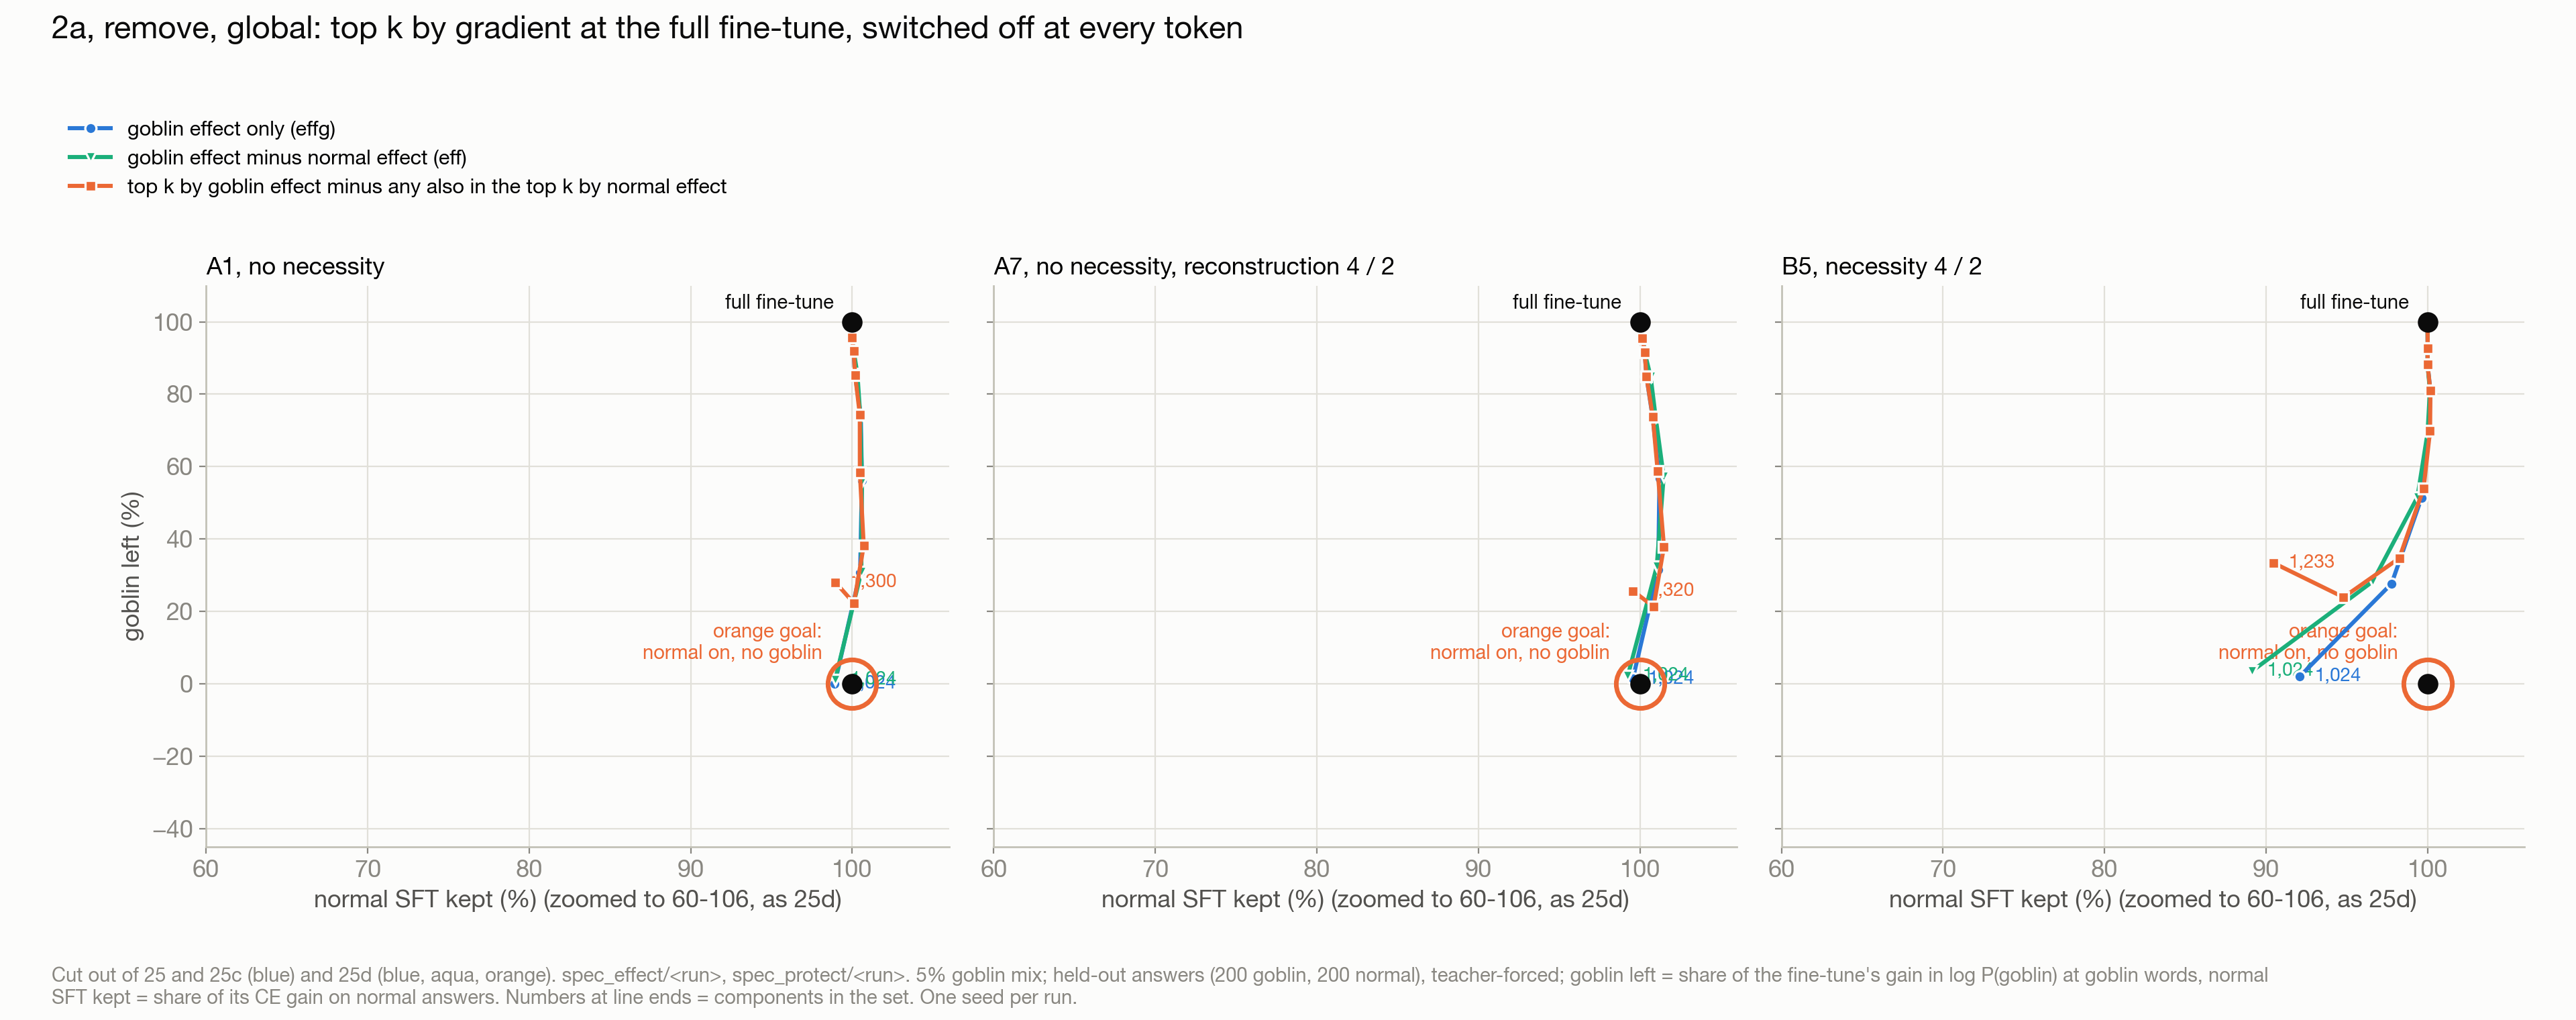 2a, remove, global: top k by gradient at the full fine-tune, switched off at every token
goblin effect only (effg)
goblin effect minus normal effect (eff)
top k by goblin effect minus any also in the top k by normal effect
A1, no necessity
A7, no necessity, reconstruction 4 / 2
B5, necessity 4 / 2
full fine-tune
full fine-tune
full fine-tune
goblin left (%)
100
80
60
40
20
0
−20
−40
,300
orange goal:
normal on, no goblin
,320
orange goal:
normal on, no goblin
1,024
1,233
orange goal:
normal on, no goblin
1,024
60
70
80
90
100
60
70
80
90
100
60
70
80
90
100
normal SFT kept (%) (zoomed to 60-106, as 25d)
normal SFT kept (%) (zoomed to 60-106, as 25d)
normal SFT kept (%) (zoomed to 60-106, as 25d)
Cut out of 25 and 25c (blue) and 25d (blue, aqua, orange). spec_effect/<run>, spec_protect/<run>. 5% goblin mix; held-out answers (200 goblin, 200 normal), teacher-forced; goblin left = share of the fine-tune's gain in log P(goblin) at goblin words, normal
SFT kept = share of its CE gain on normal answers. Numbers at line ends = components in the set. One seed per run.